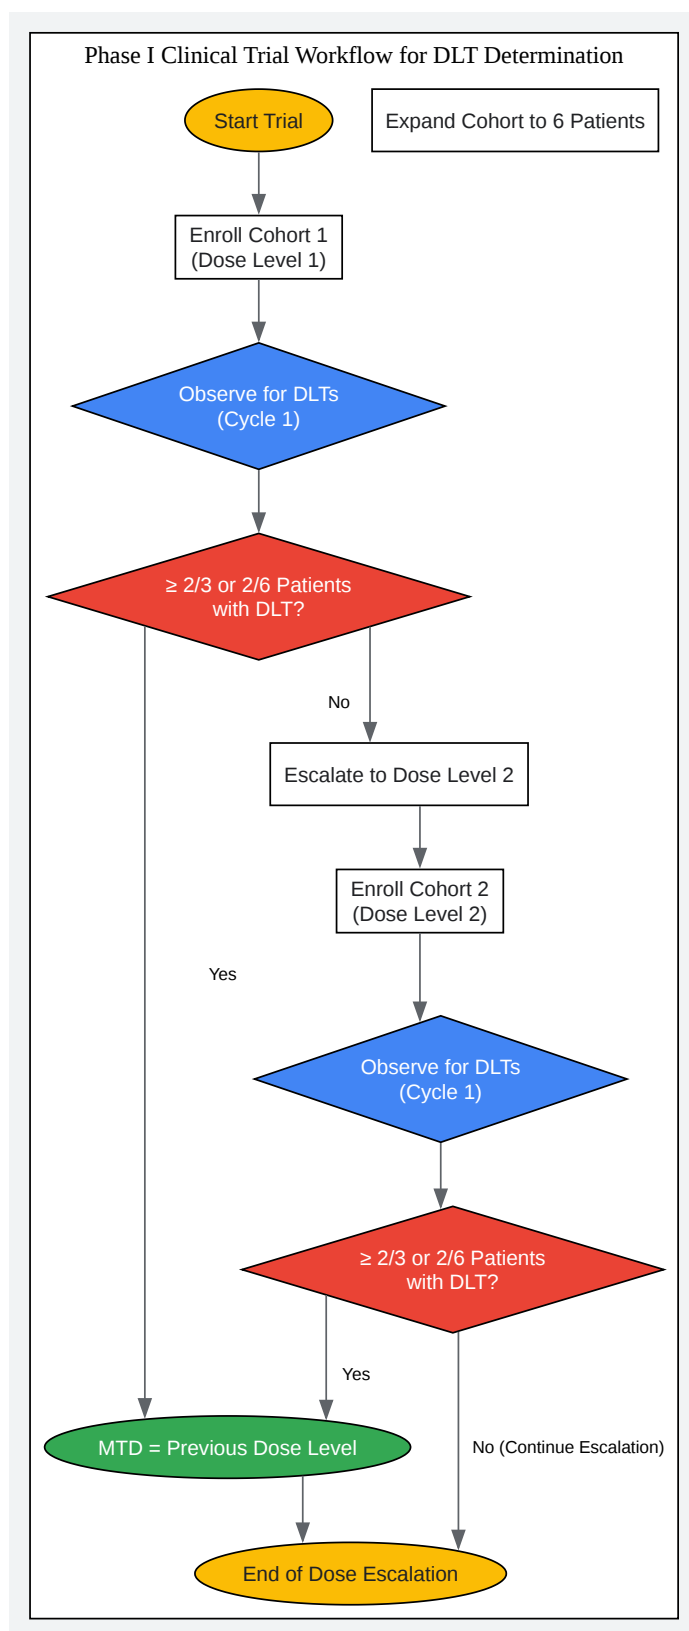 Phase I Clinical Trial Workflow for DLT Determination
Start Trial
Expand Cohort to 6 Patients
Enroll Cohort 1
(Dose Level 1)
Observe for DLTs
(Cycle 1)
≥ 2/3 or 2/6 Patients
with DLT?
No
Escalate to Dose Level 2
Enroll Cohort 2
(Dose Level 2)
Yes
Observe for DLTs
(Cycle 1)
≥ 2/3 or 2/6 Patients
with DLT?
Yes
No (Continue Escalation)
MTD = Previous Dose Level
End of Dose Escalation